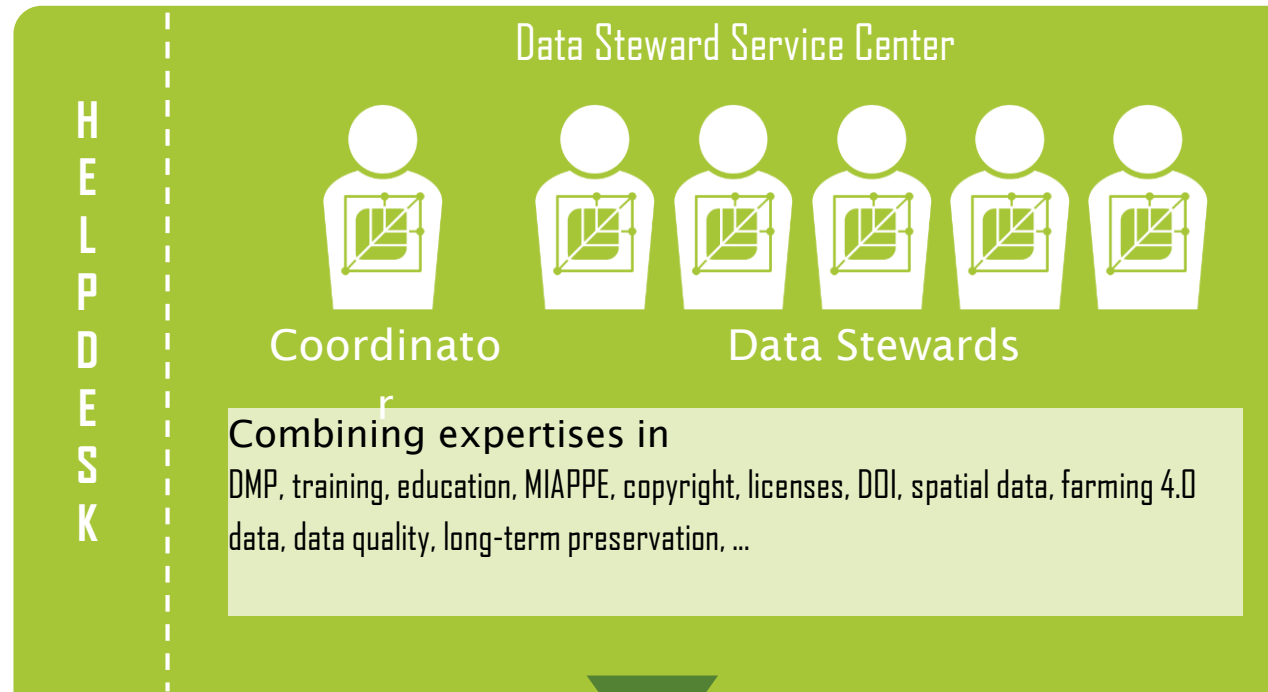 Data Steward Service Center
HELPDESK
Coordinato
r
Data Stewards
Combining expertises in
DMP, training, education, MIAPPE, copyright, licenses, DOI, spatial data, farming 4.0
data, data quality, long-term preservation, ...